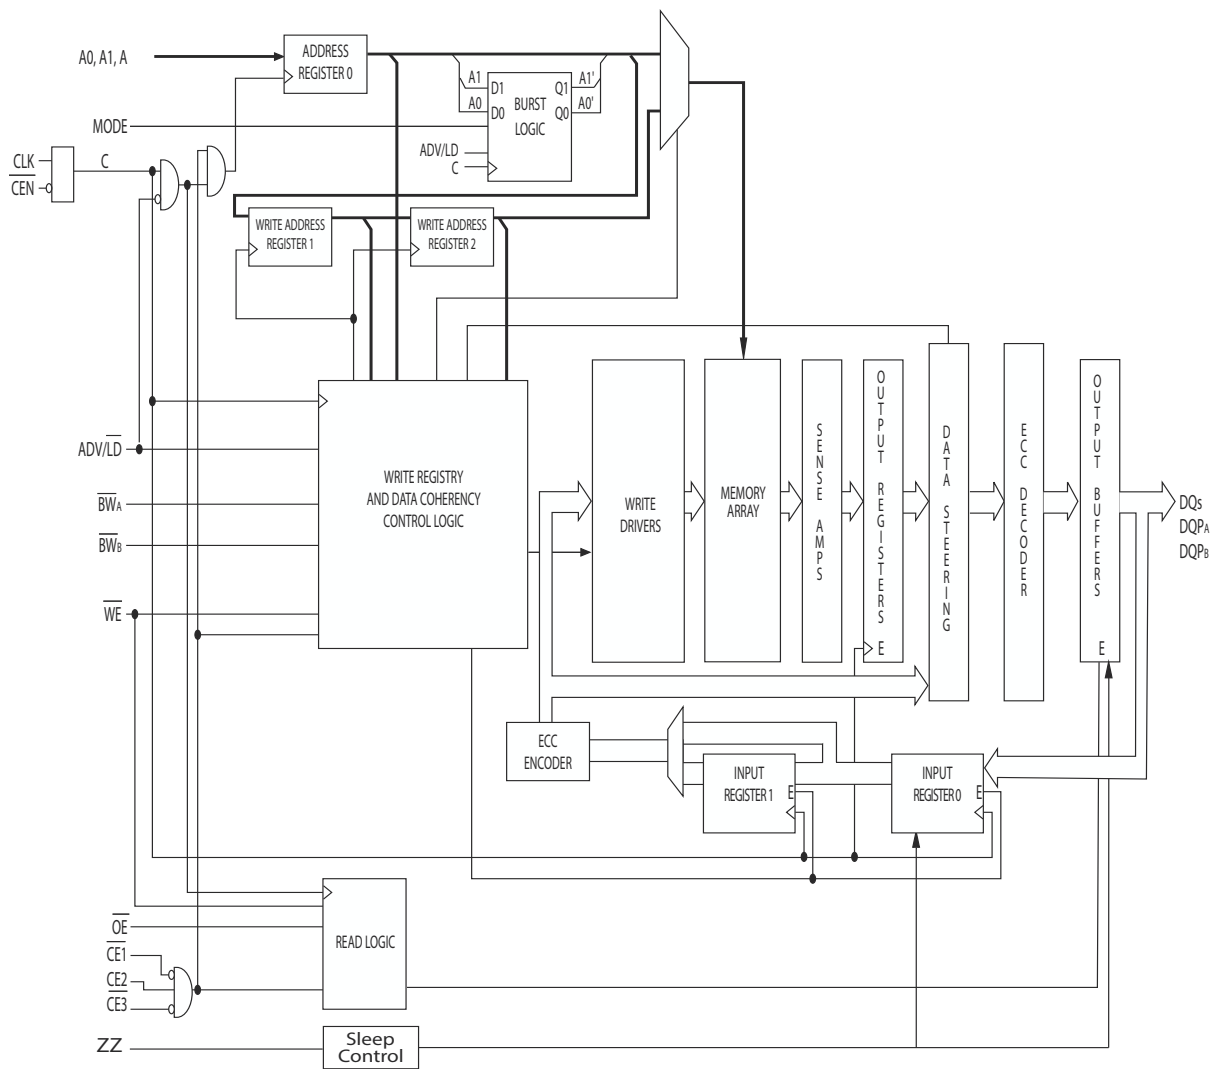 A0, A1, A
ADDRESS
REGISTER 0
A1
D1
Q1
A1'
A0
D0
Q0
A0'
BURST
LOGIC
MODE
ADV/LD
C
CLK
CEN
C
WRITE ADDRESS
REGISTER 1
WRITE ADDRESS
REGISTER 2
ADV/LD
BWA
BWB
WE
WRITE REGISTRY
AND DATA COHERENCY
CONTROL LOGIC
WRITE
DRIVERS
MEMORY
ARRAY
SENSE AMPS
OUTPUT REGISTERS
E
DATA STEERING
ECC DECODER
OUTPUT BUFFERS
E
DQs
DQPA
DQPB
ECC
ENCODER
INPUT
REGISTER 1
E
INPUT
REGISTER 0
E
OE
CE1
CE2
CE3
READ LOGIC
ZZ
Sleep
Control